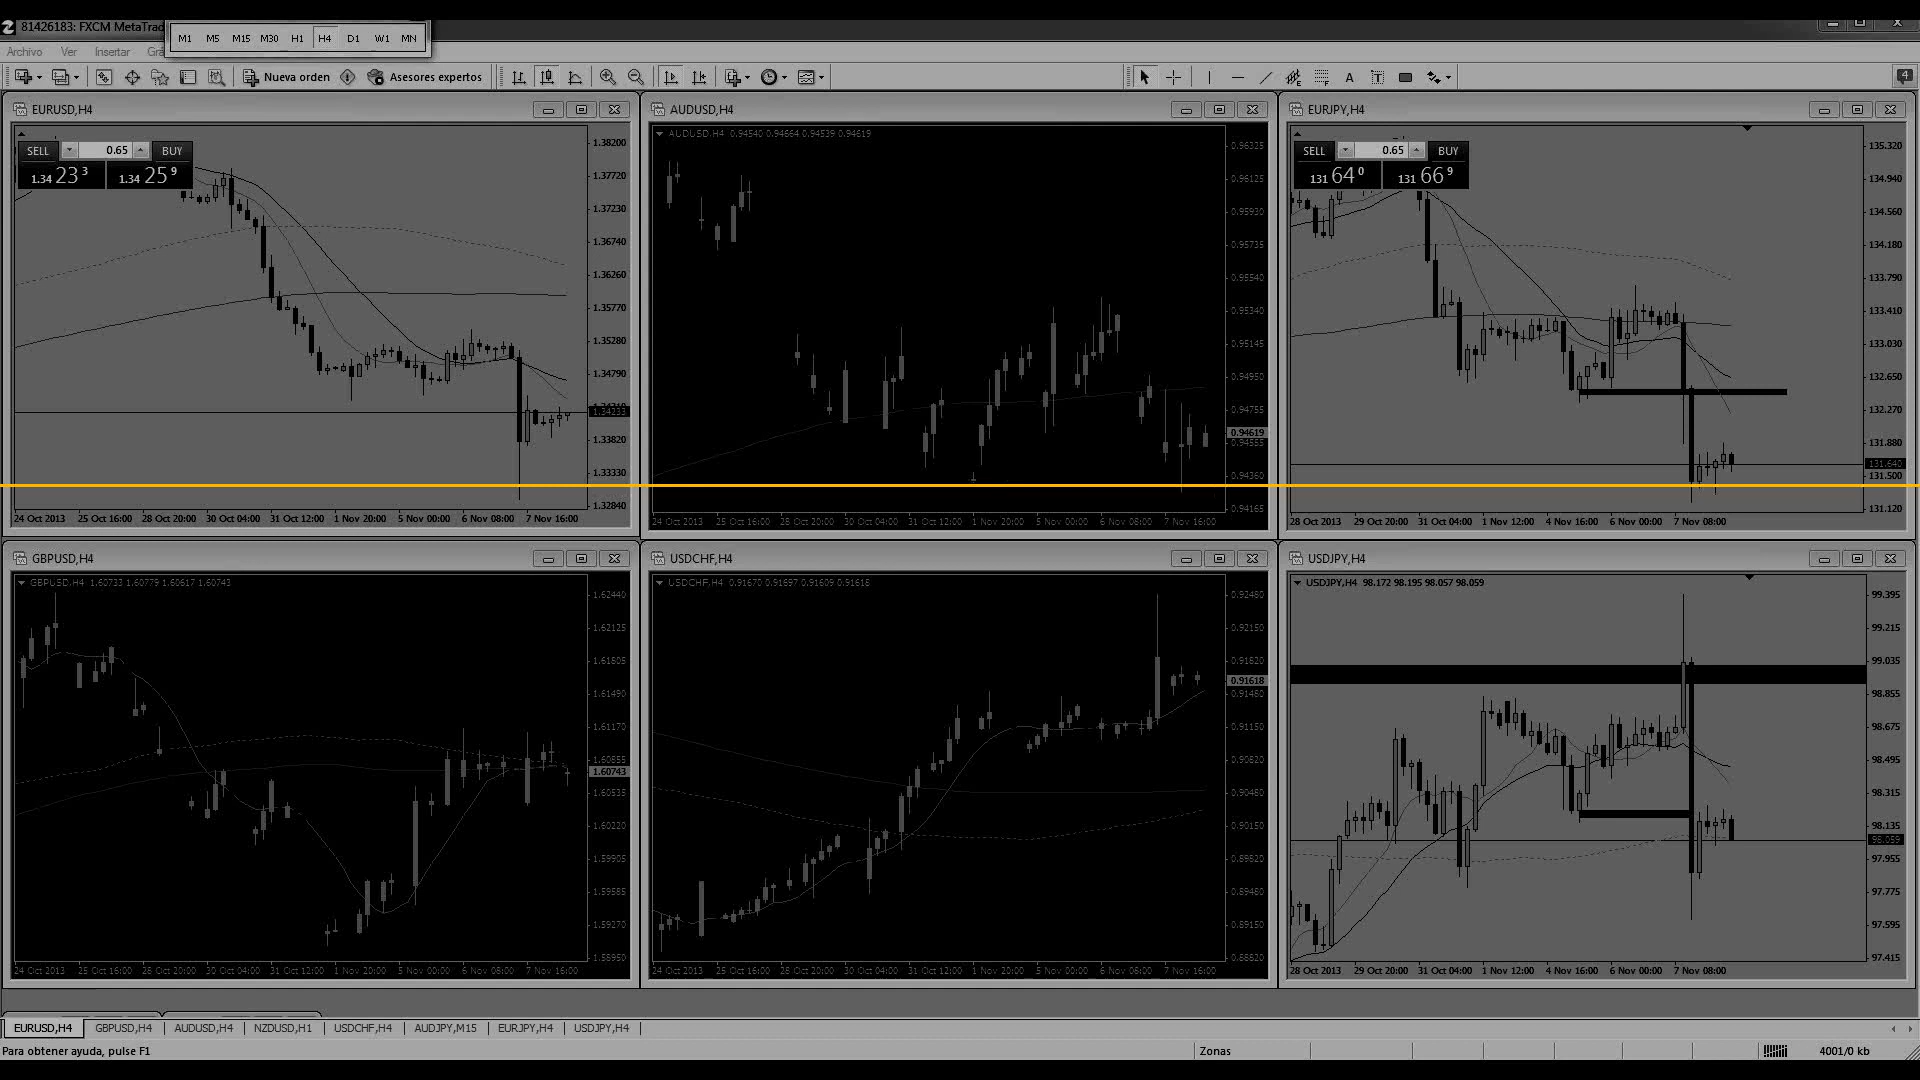 81426183: FXCM MetaTrad
M1 M5 M15 M30 H1 H4 D1 W1 MN
Archivo Ver Insertar Grá
Nueva orden Asesores expertos
A T
4
EURUSD,H4
SELL 0.65 BUY
1.34 23 3 1.34 25 9
1.38200
1.37720
1.37230
1.36740
1.36260
1.35770
1.35280
1.34790
1.34233
1.33820
1.33330
1.32840
24 Oct 2013 25 Oct 16:00 28 Oct 20:00 30 Oct 04:00 31 Oct 12:00 1 Nov 20:00 5 Nov 00:00 6 Nov 08:00 7 Nov 16:00
AUDUSD,H4
AUDUSD,H4 0.94540 0.94664 0.94539 0.94619
0.96325
0.96125
0.95930
0.95735
0.95540
0.95340
0.95145
0.94950
0.94755
0.94619
0.94555
0.94360
0.94165
24 Oct 2013 25 Oct 16:00 28 Oct 20:00 30 Oct 04:00 31 Oct 12:00 1 Nov 20:00 5 Nov 00:00 6 Nov 08:00 7 Nov 16:00
EURJPY,H4
SELL 0.65 BUY
131 64 0 131 66 9
135.320
134.940
134.560
134.180
133.790
133.410
133.030
132.650
132.270
131.880
131.640
131.500
131.120
28 Oct 2013 29 Oct 20:00 31 Oct 04:00 1 Nov 12:00 4 Nov 16:00 6 Nov 00:00 7 Nov 08:00
GBPUSD,H4
GBPUSD,H4 1.60733 1.60779 1.60617 1.60743
1.62440
1.62125
1.61805
1.61490
1.61170
1.60855
1.60743
1.60535
1.60220
1.59905
1.59585
1.59270
1.58950
24 Oct 2013 25 Oct 16:00 28 Oct 20:00 30 Oct 04:00 31 Oct 12:00 1 Nov 20:00 5 Nov 00:00 6 Nov 08:00 7 Nov 16:00
USDCHF,H4
USDCHF,H4 0.91670 0.91697 0.91609 0.91618
0.92480
0.92150
0.91820
0.91618
0.91480
0.91150
0.90820
0.90480
0.90150
0.89820
0.89480
0.89150
0.88820
24 Oct 2013 25 Oct 16:00 28 Oct 20:00 30 Oct 04:00 31 Oct 12:00 1 Nov 20:00 5 Nov 00:00 6 Nov 08:00 7 Nov 16:00
USDJPY,H4
USDJPY,H4 98.172 98.195 98.057 98.059
99.395
99.215
99.035
98.855
98.675
98.495
98.315
98.135
98.059
97.955
97.775
97.595
97.415
28 Oct 2013 29 Oct 20:00 31 Oct 04:00 1 Nov 12:00 4 Nov 16:00 6 Nov 00:00 7 Nov 08:00
EURUSD,H4 GBPUSD,H4 AUDUSD,H4 NZDUSD,H1 USDCHF,H4 AUDJPY,M15 EURJPY,H4 USDJPY,H4
Para obtener ayuda, pulse F1 Zonas 4001/0 kb